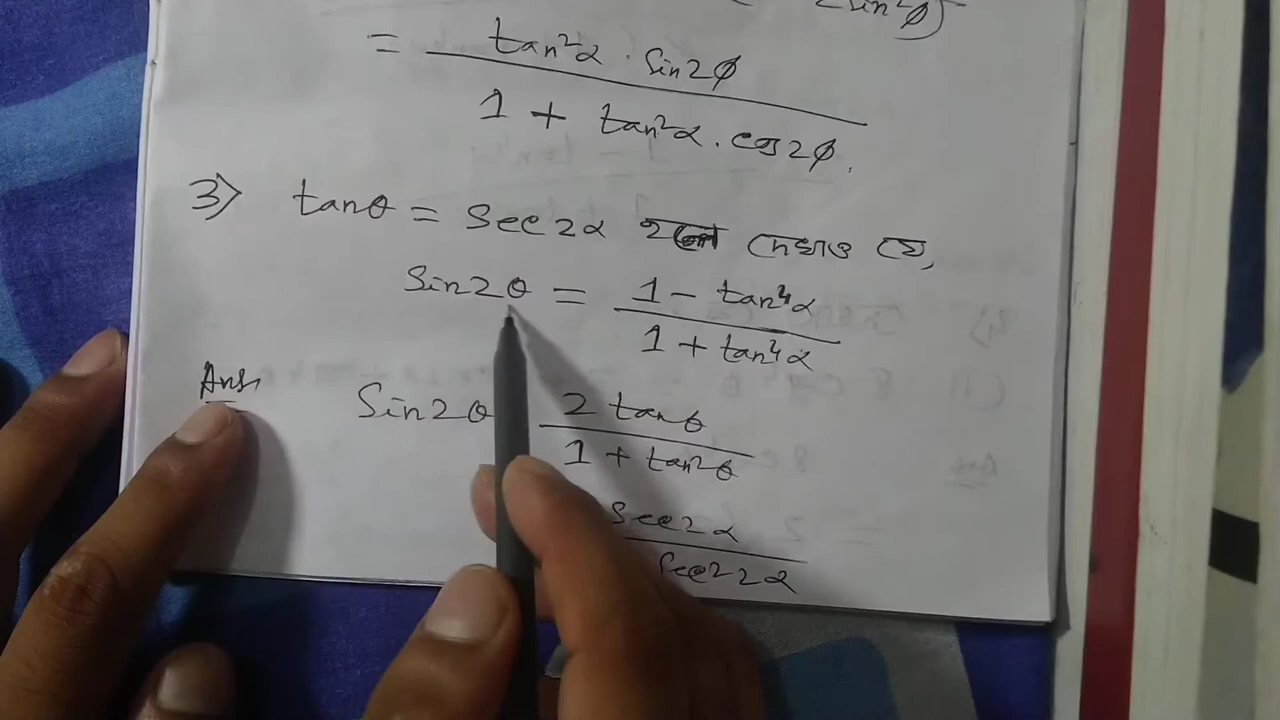 2sin²φ)
= tan²α · sin2φ / 1 + tan²α . cos2φ.
3) tanθ = sec2α হলে দেখাও যে,
sin2θ = 1 - tan⁴α / 1 + tan⁴α
Ans, sin2θ 2 tanθ / 1 + tan²θ
sec2α / sec²2α